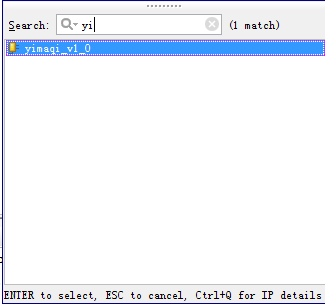 Search: yi (1 match)
yimaqi_v1_0
ENTER to select, ESC to cancel, Ctrl+Q for IP details